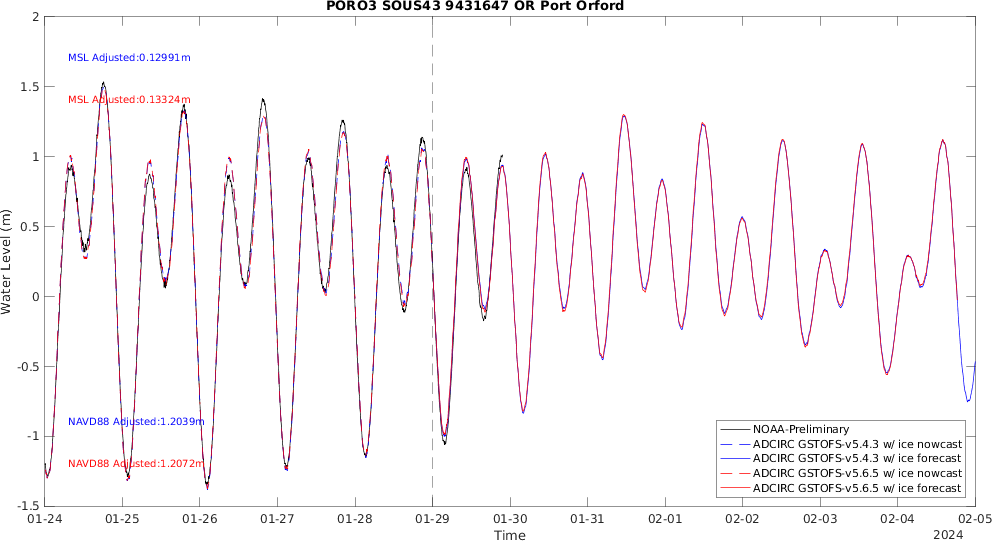 PORO3 SOUS43 9431647 OR Port Orford
2
1.5
1
0.5
0
-0.5
-1
-1.5
Water Level (m)
MSL Adjusted:0.12991m
MSL Adjusted:0.13324m
NAVD88 Adjusted:1.2039m
NAVD88 Adjusted:1.2072m
NOAA-Preliminary
ADCIRC GSTOFS-v5.4.3 w/ ice nowcast
ADCIRC GSTOFS-v5.4.3 w/ ice forecast
ADCIRC GSTOFS-v5.6.5 w/ ice nowcast
ADCIRC GSTOFS-v5.6.5 w/ ice forecast
01-24 01-25 01-26 01-27 01-28 01-29 01-30 01-31 02-01 02-02 02-03 02-04 02-05
Time
2024